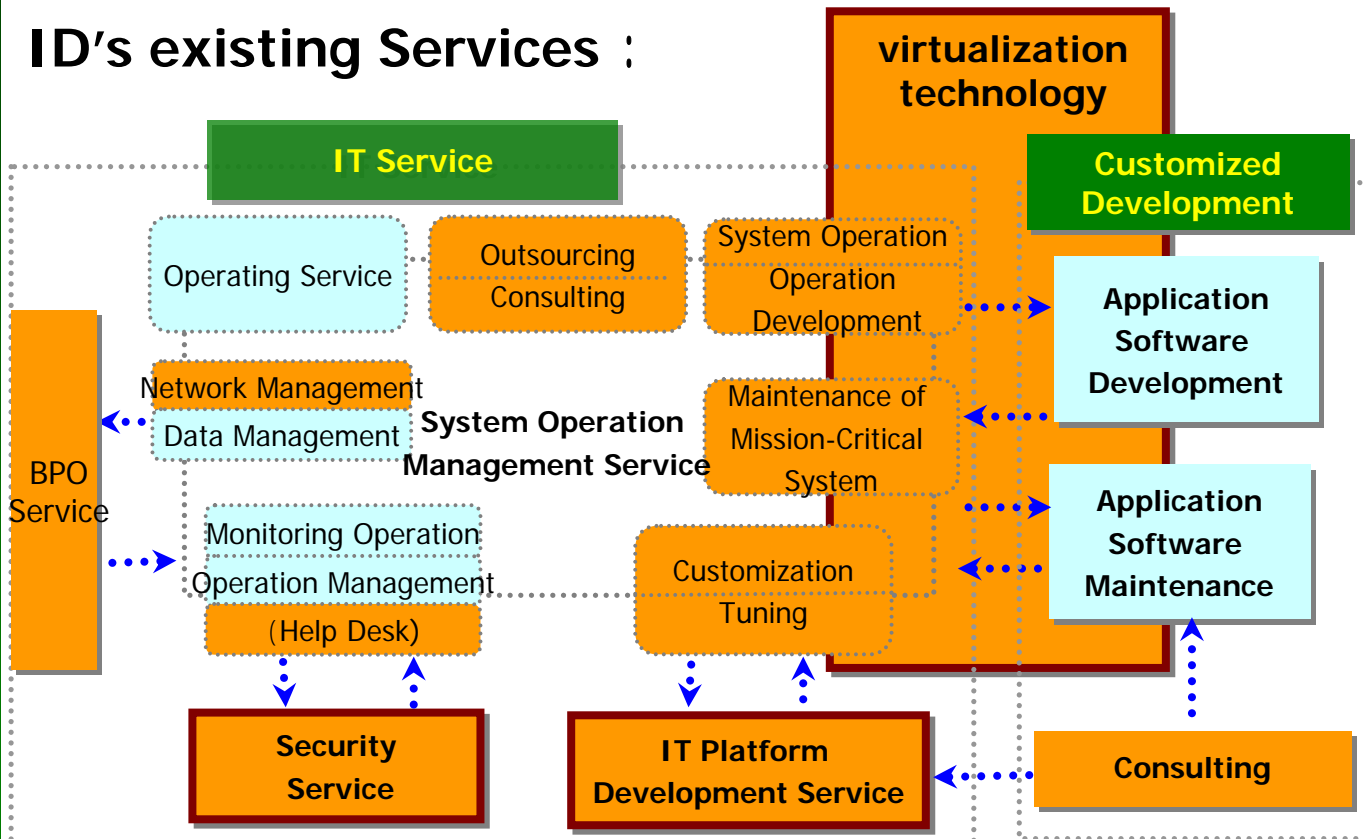 ID's existing Services :
virtualization
technology
IT Service
Customized
Development
Operating Service
Outsourcing
Consulting
System Operation
Operation
Development
Application
Software
Development
Network Management
Data Management
System Operation
Management Service
Maintenance of
Mission-Critical
System
BPO
Service
Application
Software
Maintenance
Monitoring Operation
Operation Management
(Help Desk)
Customization
Tuning
Security
Service
IT Platform
Development Service
Consulting